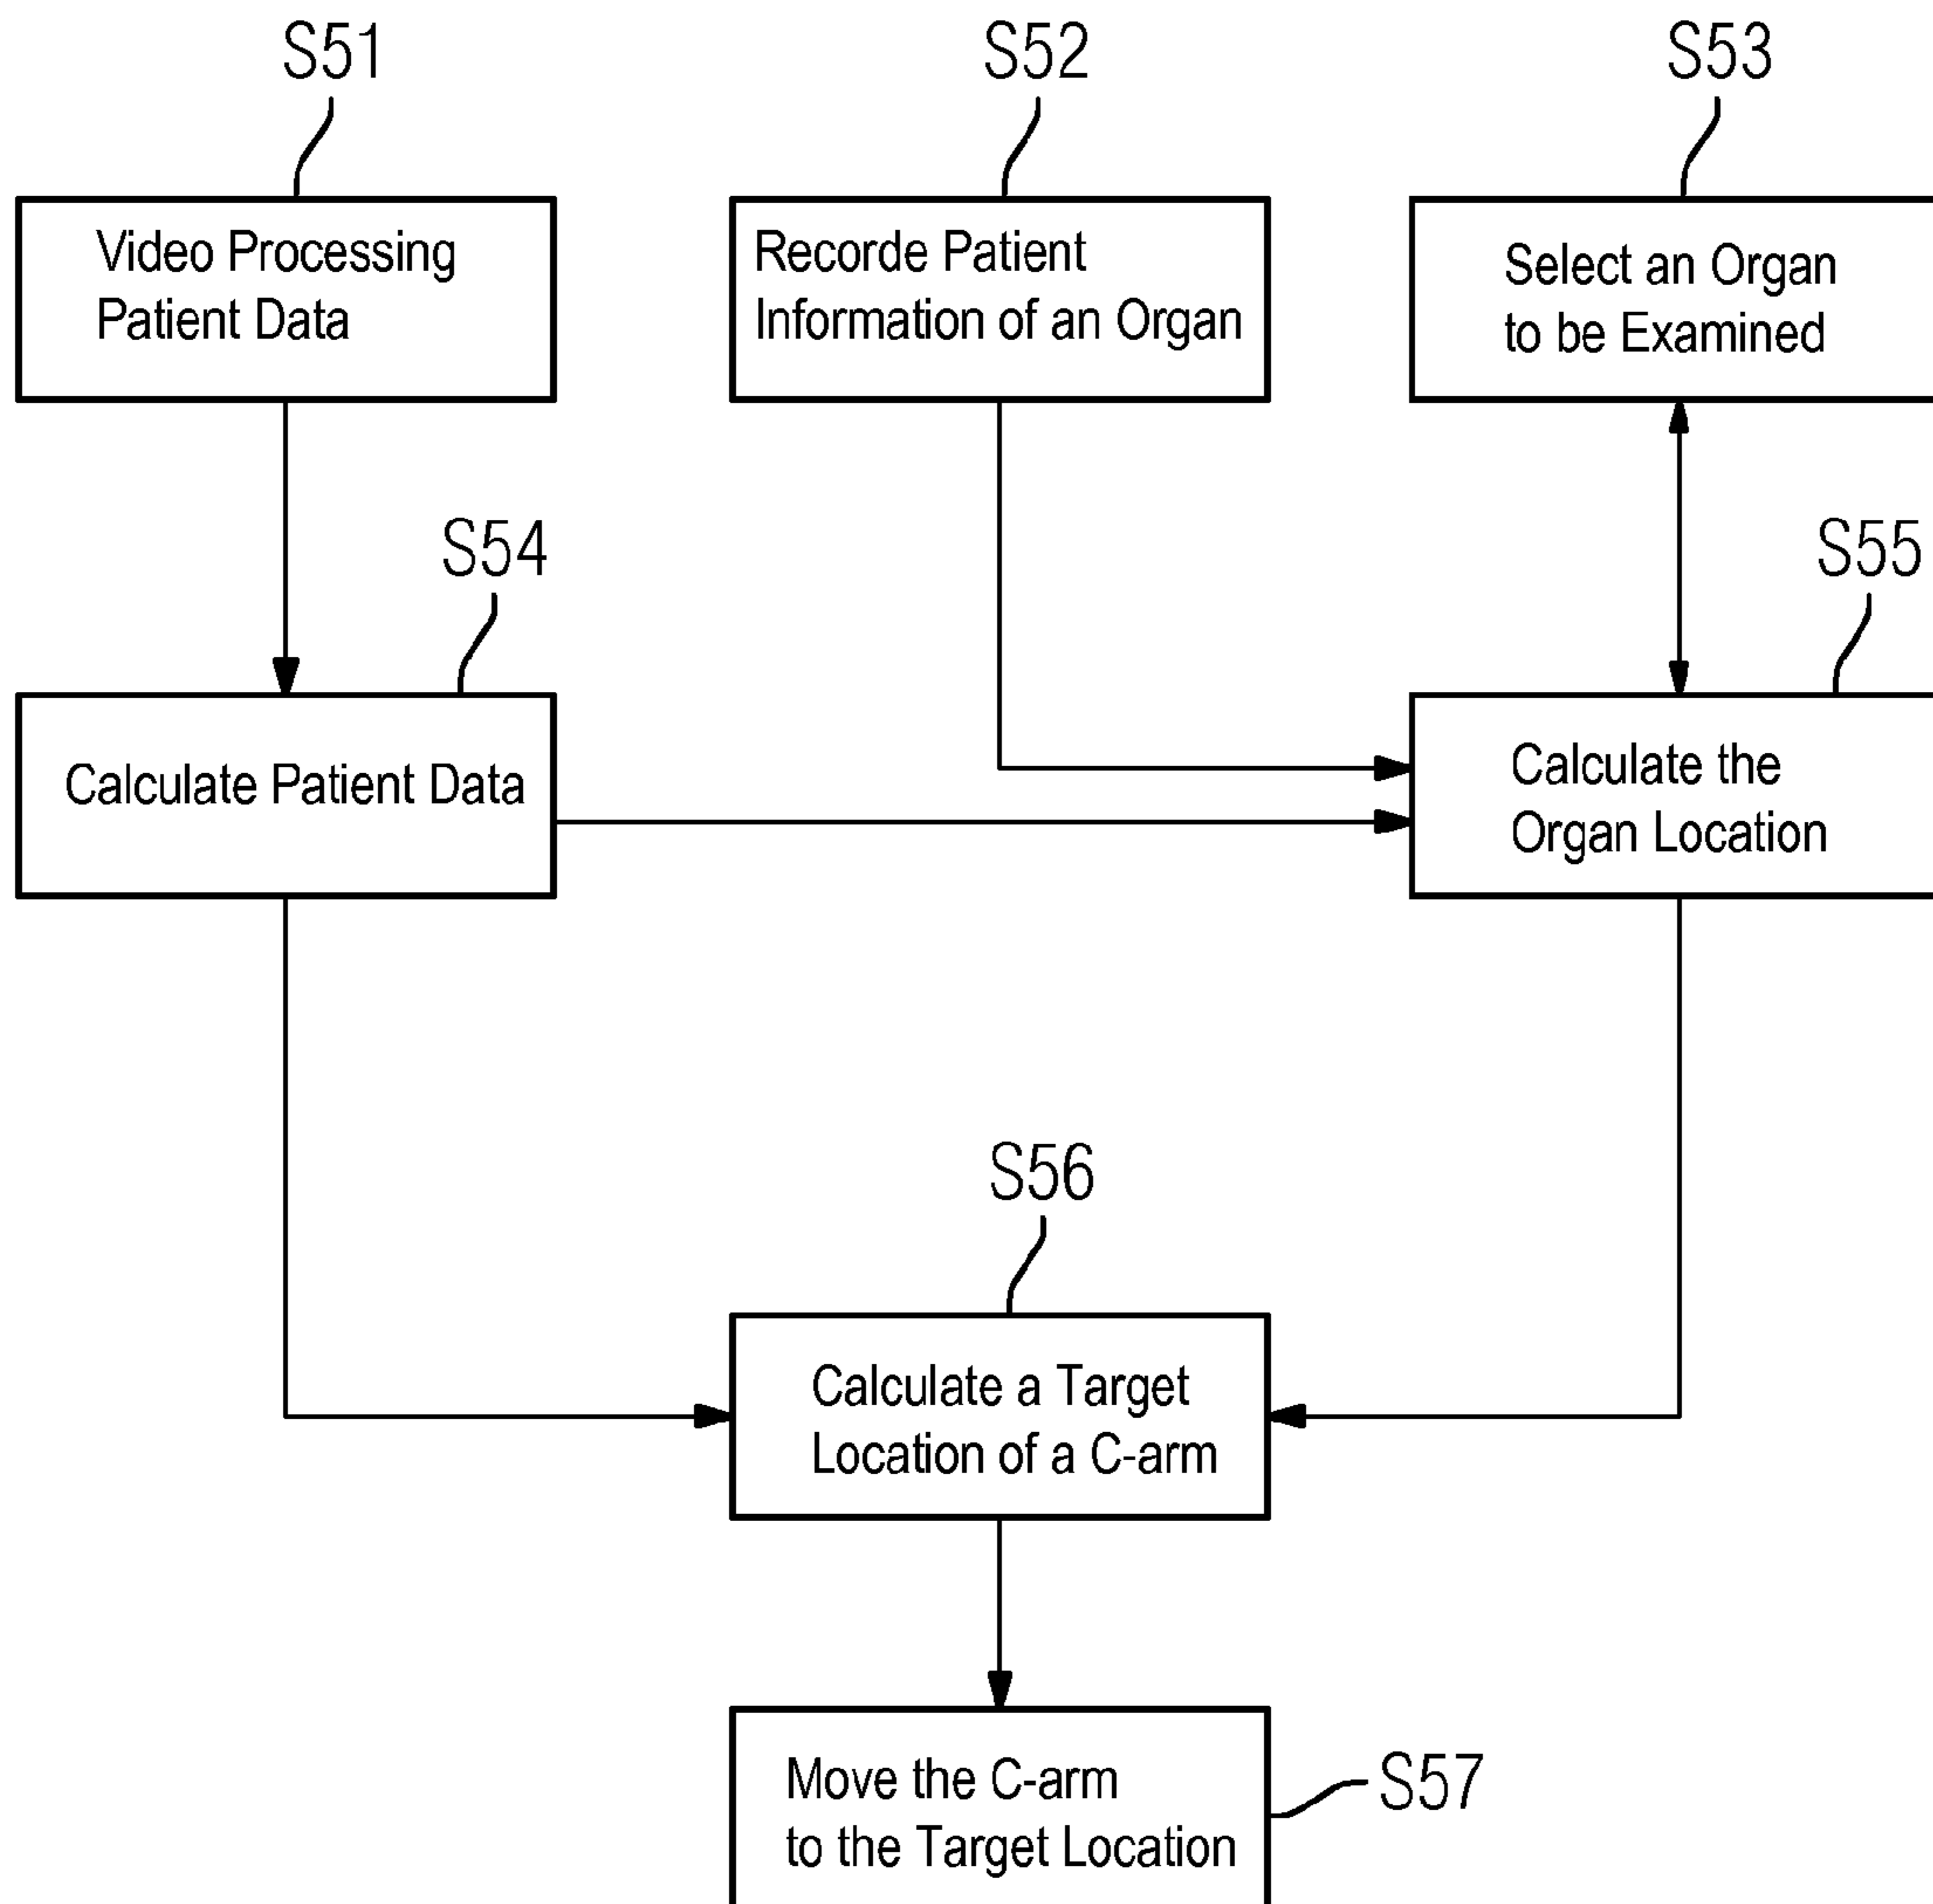 S51
S52
S53
Video Processing
Patient Data
Recorde Patient
Information of an Organ
Select an Organ
to be Examined
S54
S55
Calculate Patient Data
Calculate the
Organ Location
S56
Calculate a Target
Location of a C-arm
Move the C-arm
to the Target Location
S57